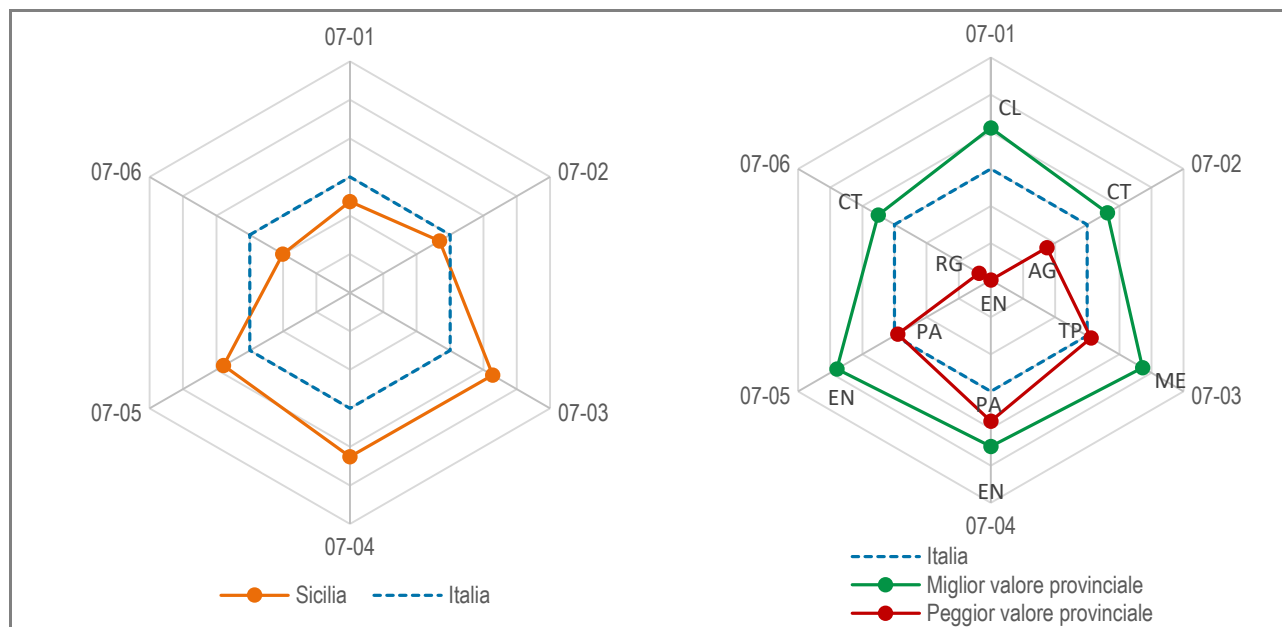 07-01
07-06
07-02
07-05
07-03
07-04
Sicilia
Italia
07-01
CL
07-06
07-02
CT
CT
RG
AG
EN
PA
TP
ME
07-05
EN
PA
07-03
EN
07-04
Italia
Miglior valore provinciale
Peggior valore provinciale